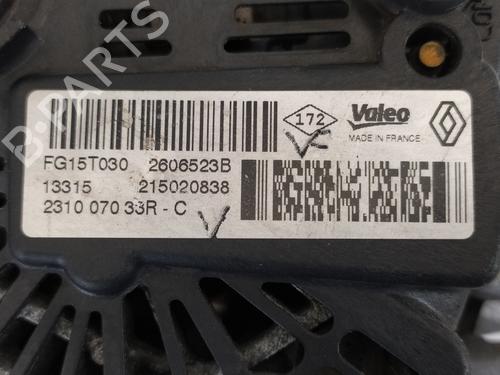 172
Valeo
MADE IN FRANCE
FG15T030 2606523B
13315 215020838
2310 070 33R - C
B-PARTS